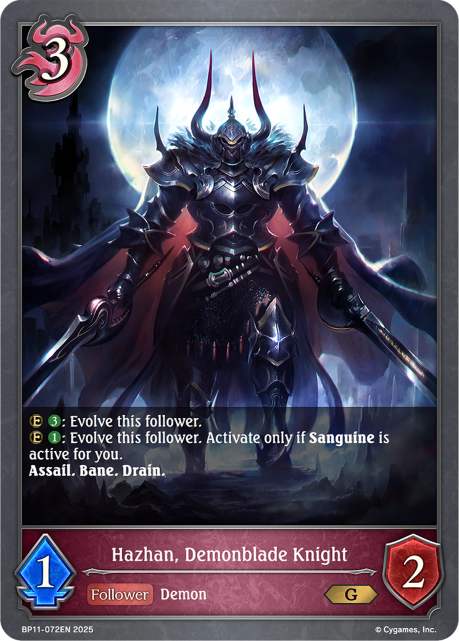 3
E 3: Evolve this follower.
E 1: Evolve this follower. Activate only if Sanguine is
active for you.
Assail. Bane. Drain.
Hazhan, Demonblade Knight
1
Follower Demon
G
2
BP11-072EN 2025
© Cygames, Inc.